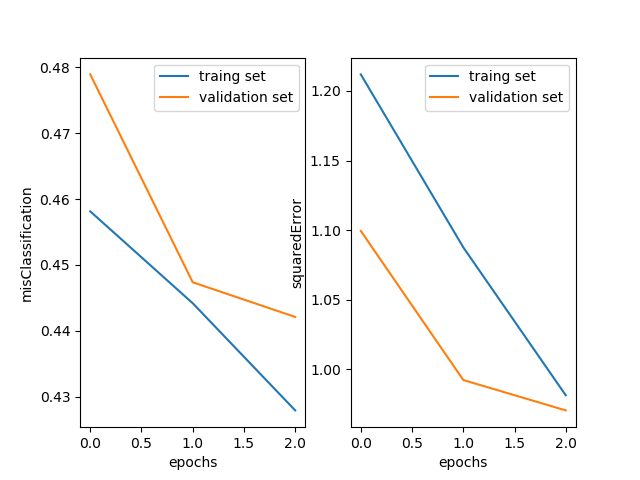 traing set
validation set
0.48
0.47
0.46
0.45
0.44
0.43
misClassification
0.0
0.5
1.0
1.5
2.0
epochs
traing set
validation set
1.20
1.15
1.10
1.05
1.00
squaredError
0.0
0.5
1.0
1.5
2.0
epochs